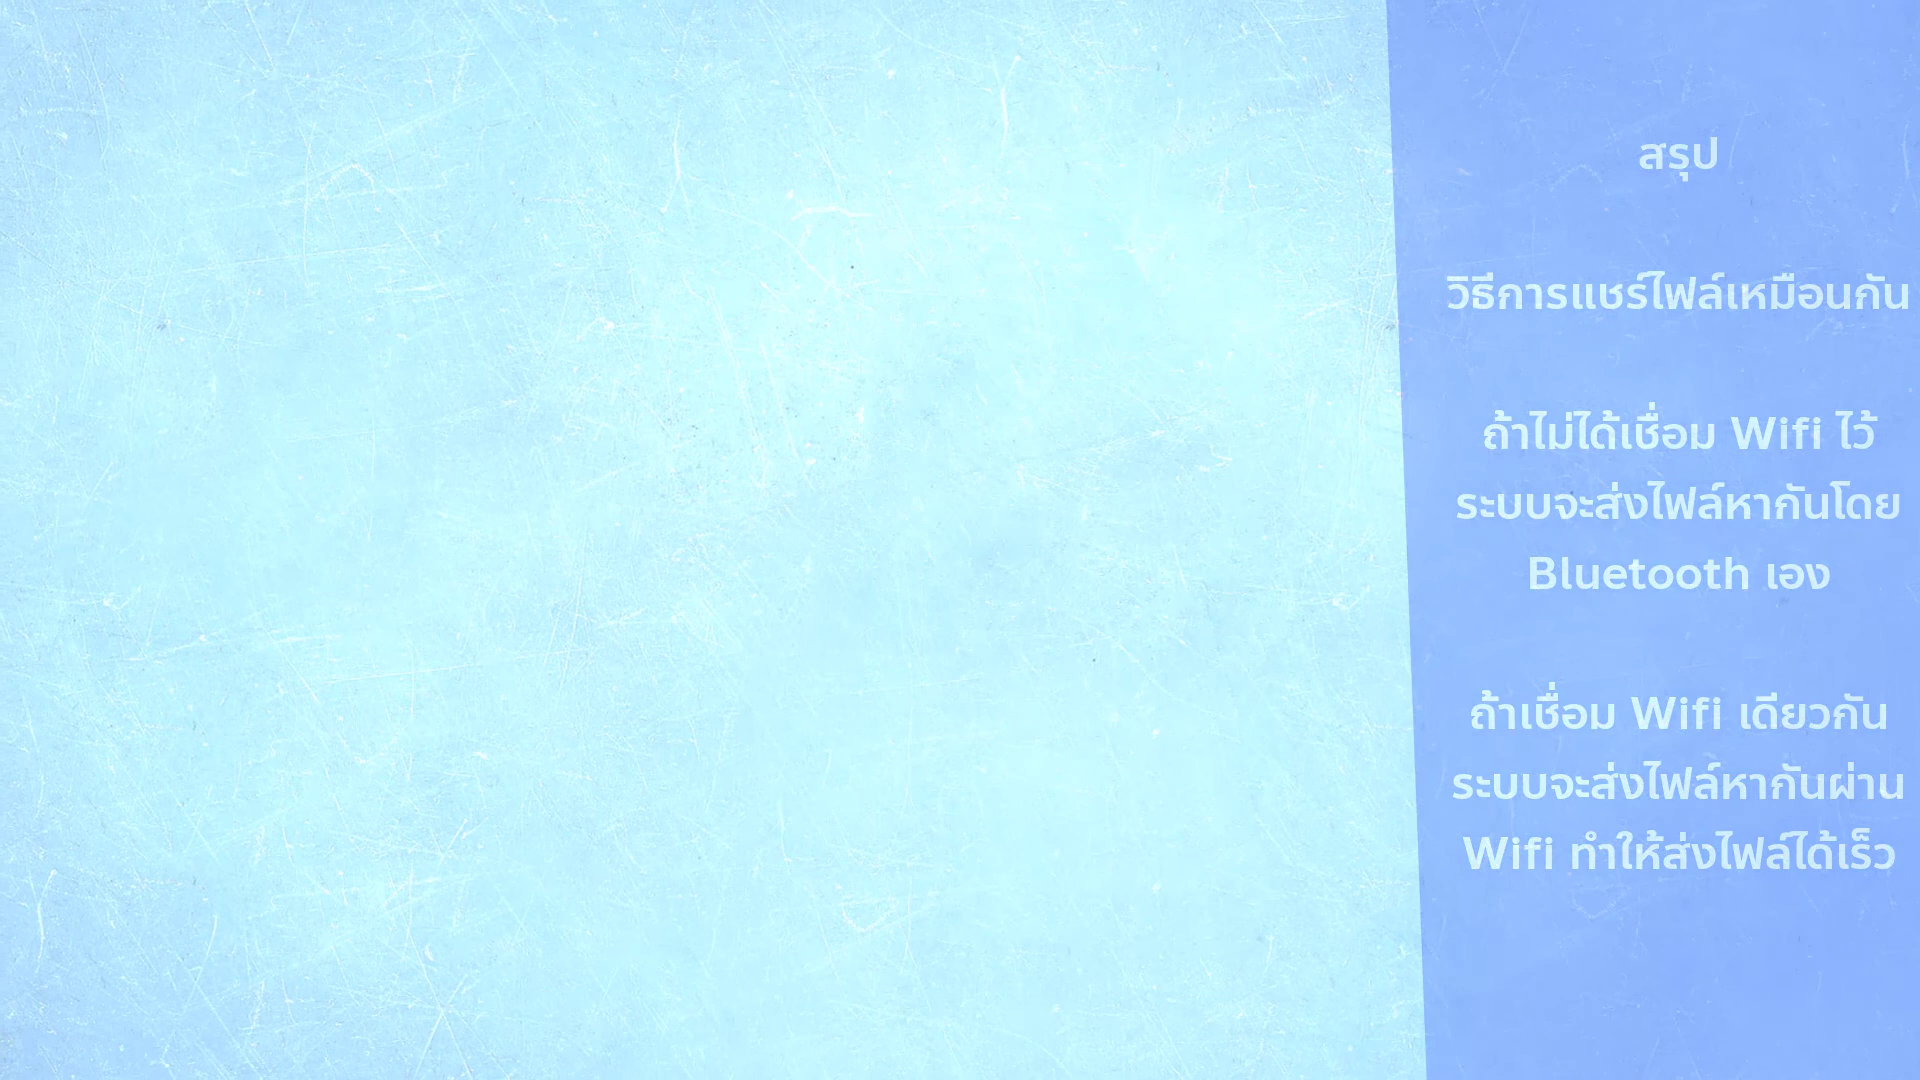 สรุป
วิธีการแชร์ไฟล์เหมือนกัน
ถ้าไม่ได้เชื่อม Wifi ไว้
ระบบจะส่งไฟล์หากันโดย
Bluetooth เอง
ถ้าเชื่อม Wifi เดียวกัน
ระบบจะส่งไฟล์หากันผ่าน
Wifi ทำให้ส่งไฟล์ได้เร็ว